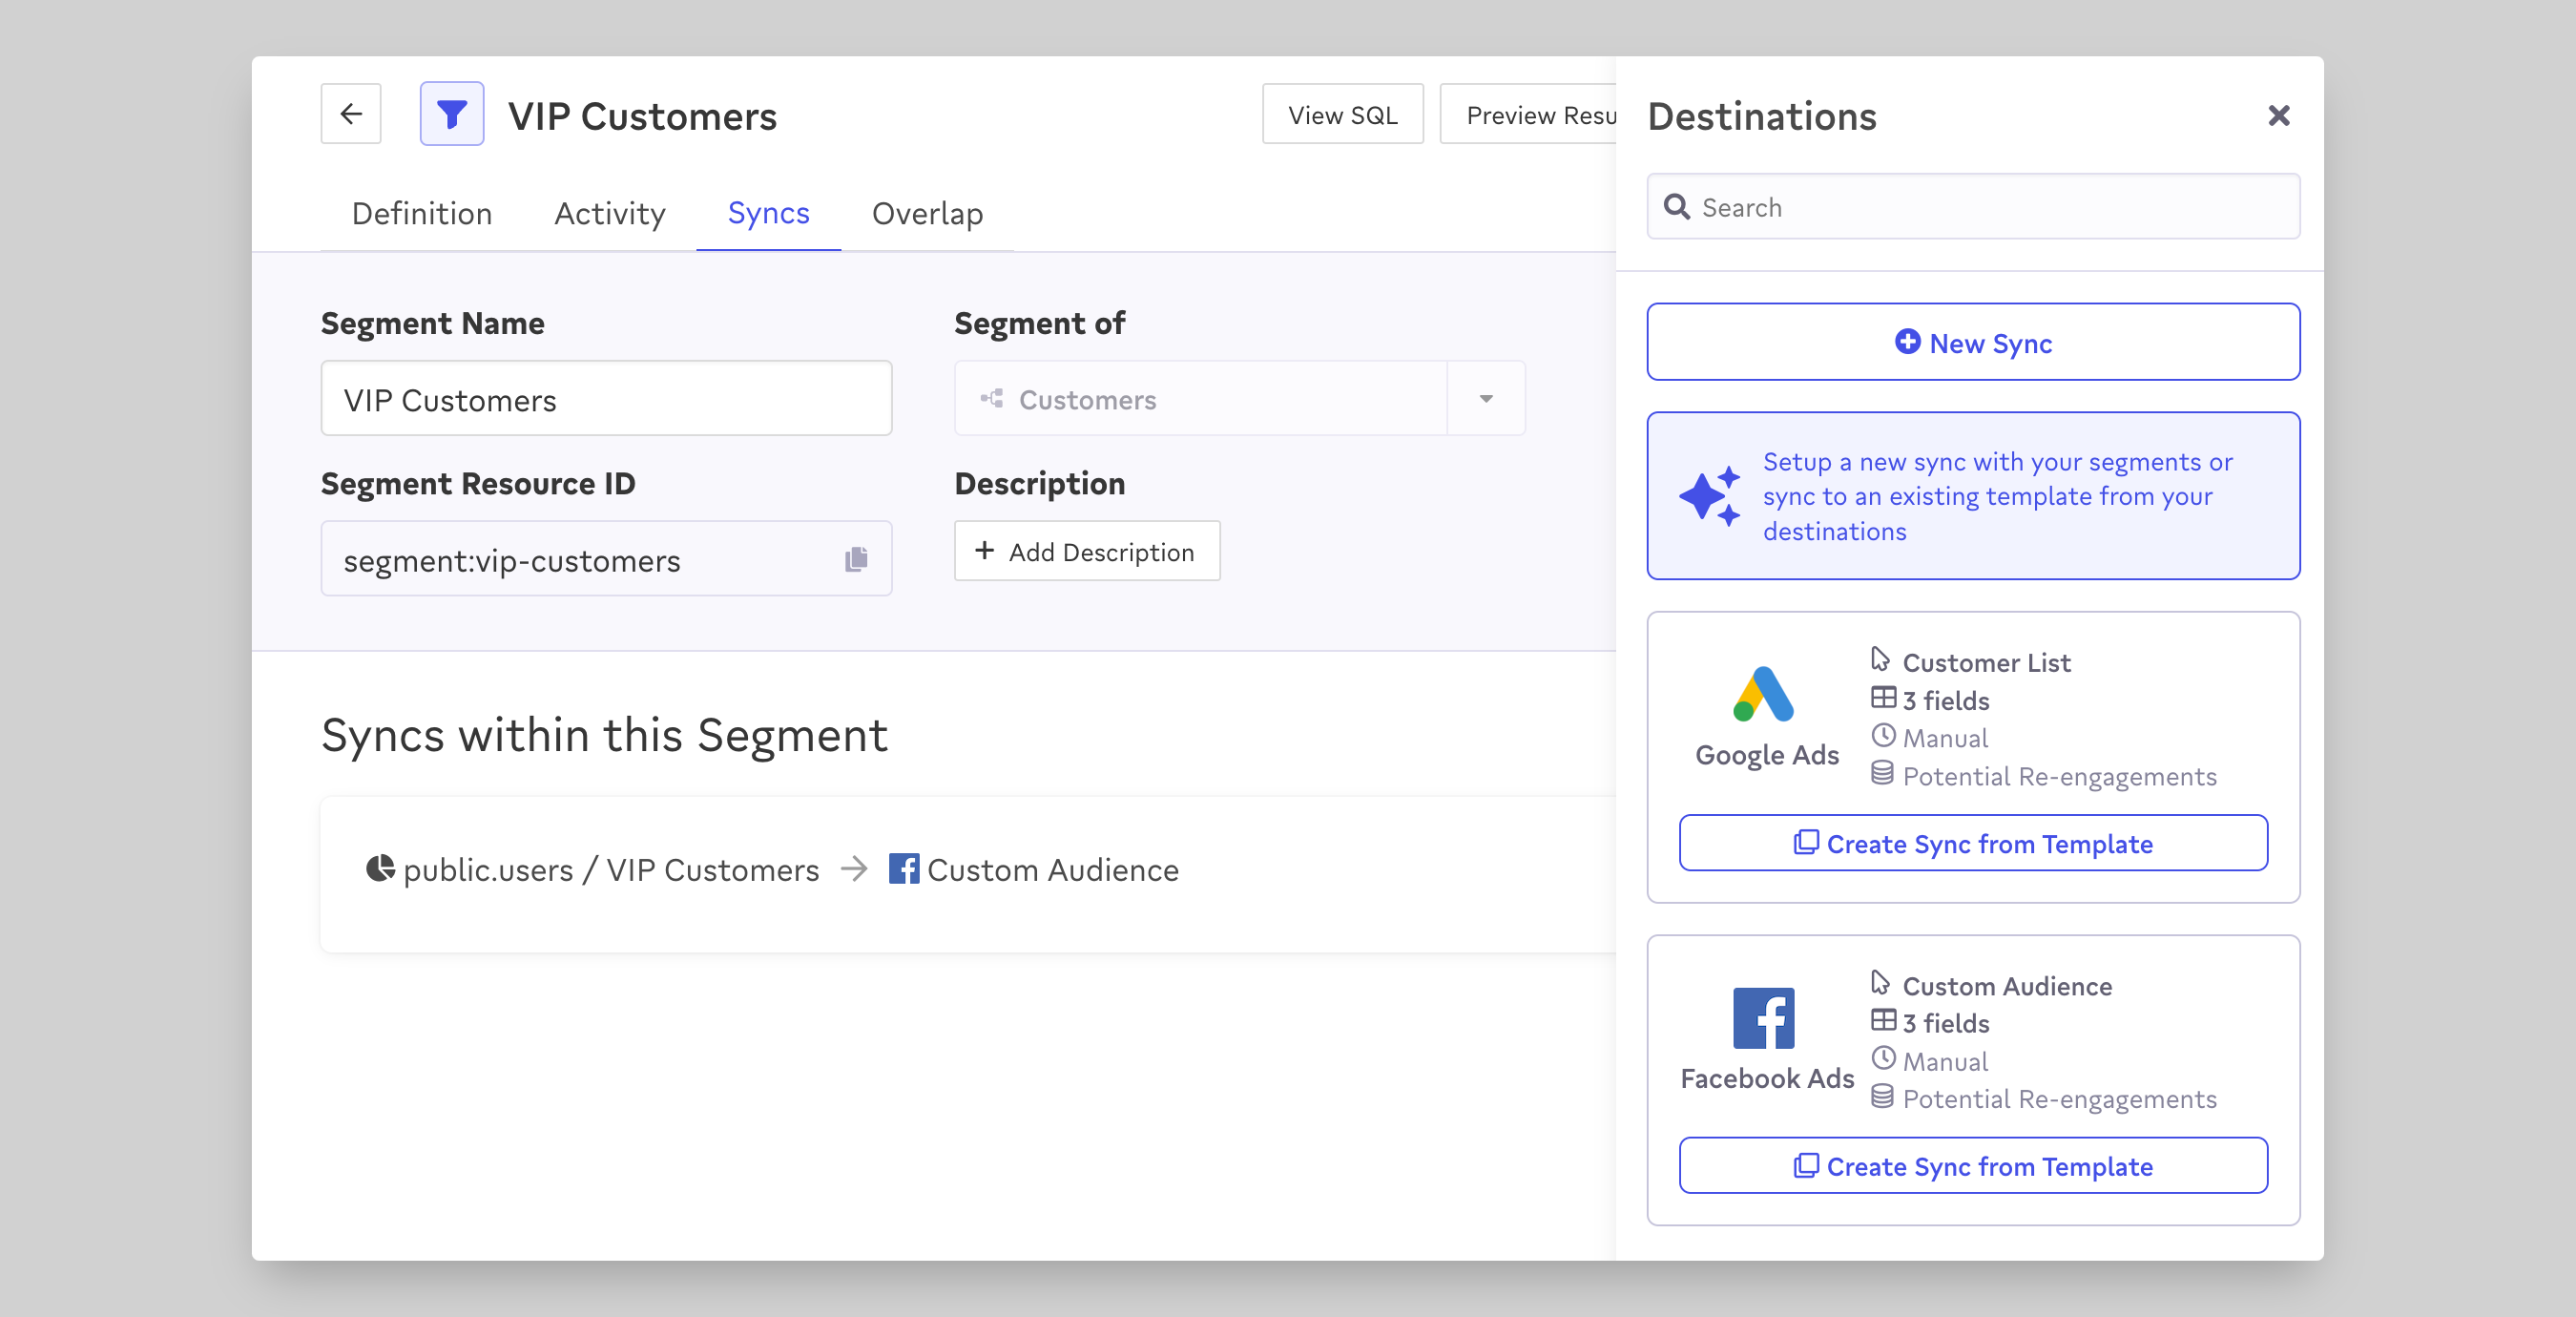 VIP Customers
View SQL
Preview Resu
Definition
Activity
Syncs
Overlap
Segment Name
VIP Customers
Segment of
Customers
Segment Resource ID
segment:vip-customers
Description
+ Add Description
Syncs within this Segment
public.users / VIP Customers → Custom Audience
Destinations
Search
New Sync
Setup a new sync with your segments or
sync to an existing template from your
destinations
Google Ads
Customer List
3 fields
Manual
Potential Re-engagements
Create Sync from Template
Facebook Ads
Custom Audience
3 fields
Manual
Potential Re-engagements
Create Sync from Template